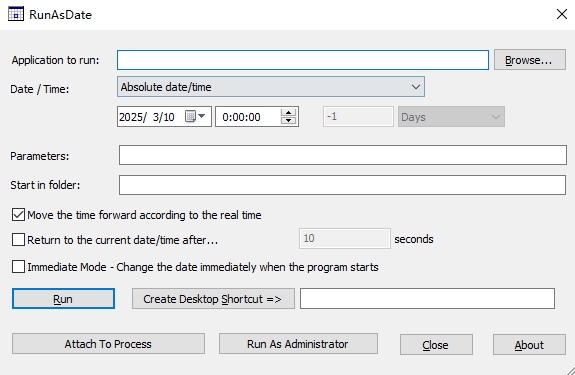 RunAsDate
Application to run: Browse...
Date / Time: Absolute date/time
2025/ 3/10 0:00:00 -1 Days
Parameters:
Start in folder:
Move the time forward according to the real time
Return to the current date/time after... 10 seconds
Immediate Mode - Change the date immediately when the program starts
Run Create Desktop Shortcut =>
Attach To Process Run As Administrator Close About